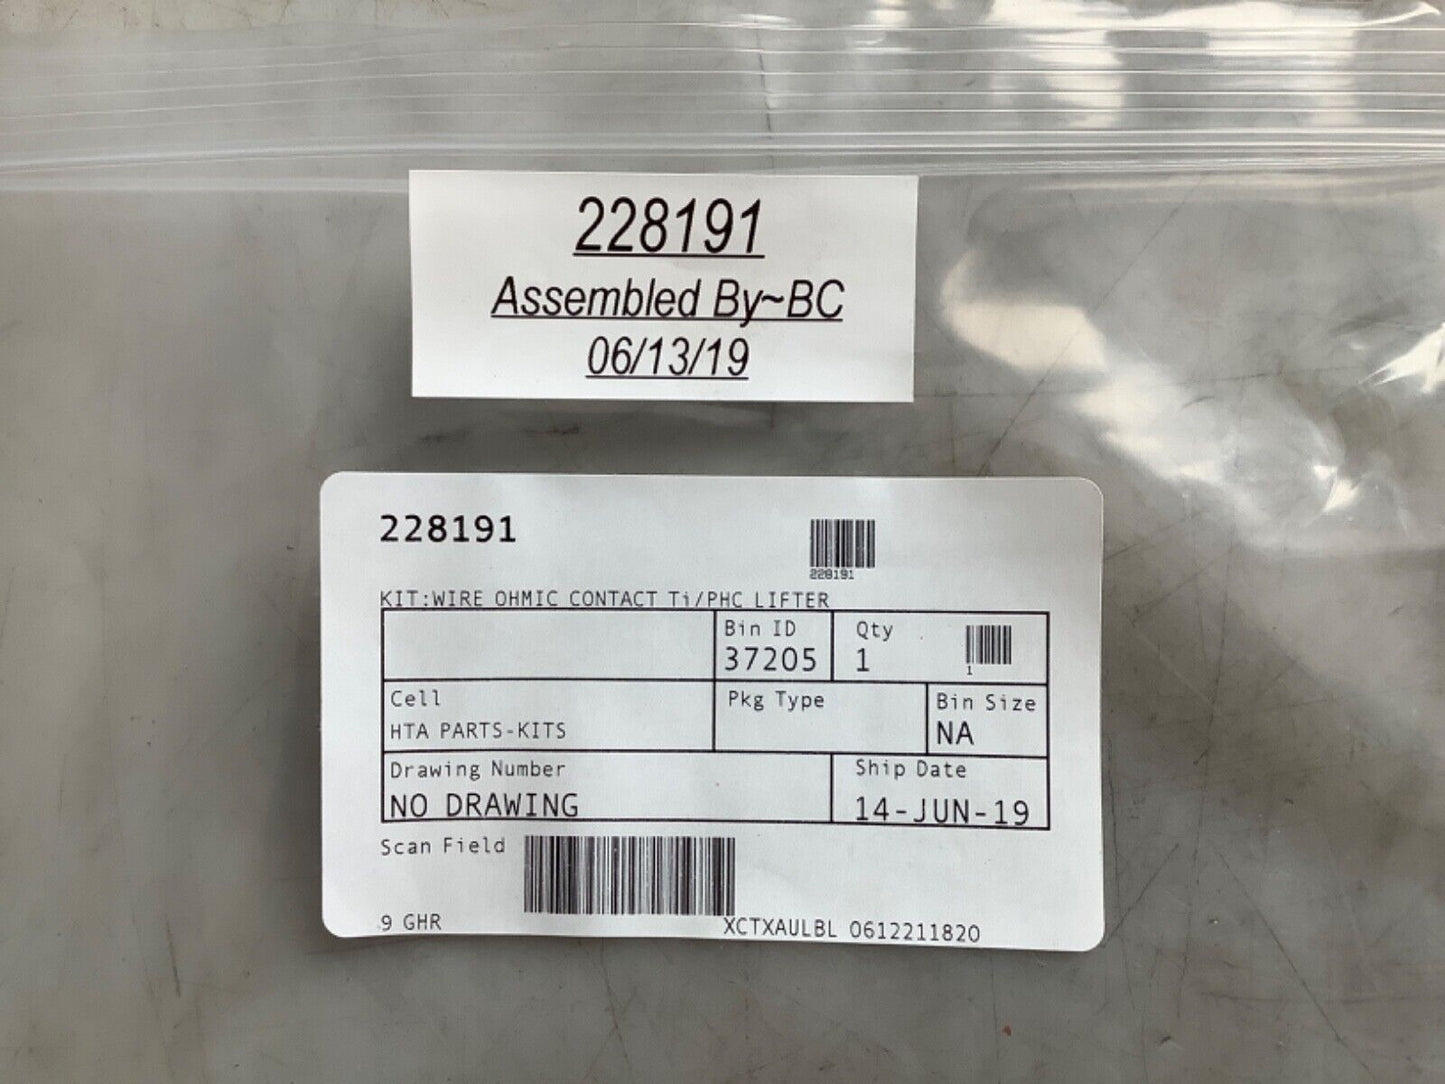 228191
Assembled By~BC
06/13/19
228191
228191
KIT:WIRE OHMIC CONTACT Ti/PHC LIFTER
Bin ID
37205
Qty
1
1
Cell
HTA PARTS-KITS
Pkg Type
Bin Size
NA
Drawing Number
NO DRAWING
Ship Date
14-JUN-19
Scan Field
9 GHR
XCTXAULBL 0612211820